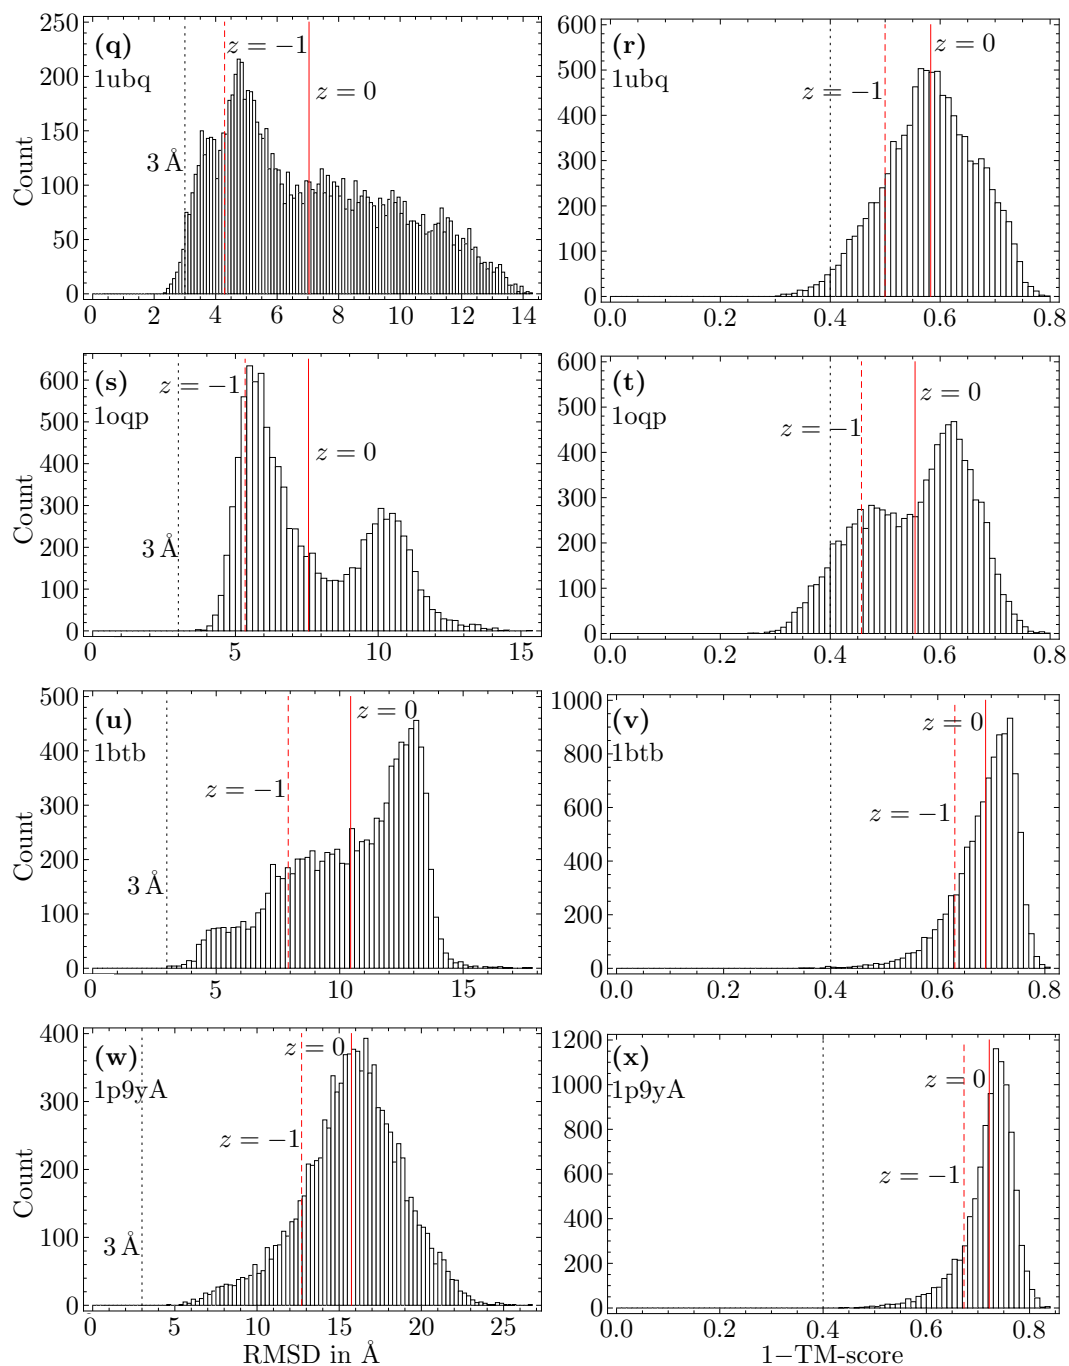 (q)
1ubq
z = −1
z = 0
3 Å
Count
250
200
150
100
50
0
0 2 4 6 8 10 12 14
(r)
1ubq
z = 0
z = −1
600
500
400
300
200
100
0
0.0 0.2 0.4 0.6 0.8
(s)
1oqp
z = −1
z = 0
3 Å
Count
600
500
400
300
200
100
0
0 5 10 15
(t)
1oqp
z = 0
z = −1
600
500
400
300
200
100
0
0.0 0.2 0.4 0.6 0.8
(u)
1btb
z = 0
z = −1
3 Å
Count
500
400
300
200
100
0
0 5 10 15
(v)
1btb
z = 0
z = −1
1000
800
600
400
200
0
0.0 0.2 0.4 0.6 0.8
(w)
1p9yA
z = 0
z = −1
3 Å
Count
400
300
200
100
0
0 5 10 15 20 25
RMSD in Å
(x)
1p9yA
z = 0
z = −1
1200
1000
800
600
400
200
0
0.0 0.2 0.4 0.6 0.8
1−TM-score